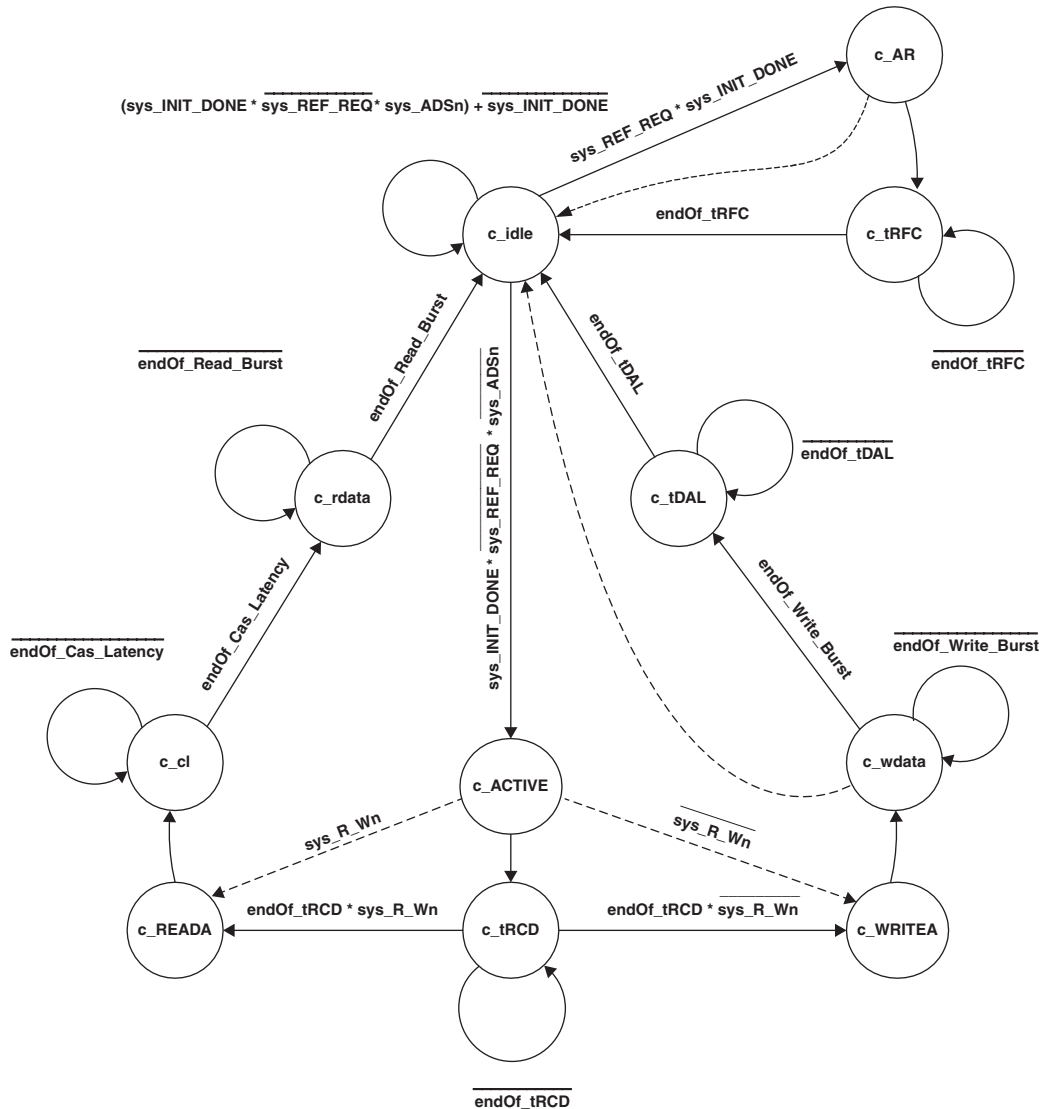 c_AR
(sys_INIT_DONE * sys_REF_REQ * sys_ADSn) + sys_INIT_DONE
sys_REF_REQ * sys_INIT_DONE
c_idle
endOf_tRFC
c_tRFC
endOf_tRFC
endOf_Read_Burst
endOf_Read_Burst
sys_INIT_DONE * sys_REF_REQ * sys_ADSn
endOf_tDAL
endOf_tDAL
c_rdata
c_tDAL
endOf_Cas_Latency
endOf_Cas_Latency
endOf_Write_Burst
endOf_Write_Burst
c_cl
c_ACTIVE
c_wdata
sys_R_Wn
sys_R_Wn
c_READA
endOf_tRCD * sys_R_Wn
c_tRCD
endOf_tRCD * sys_R_Wn
c_WRITEA
endOf_tRCD